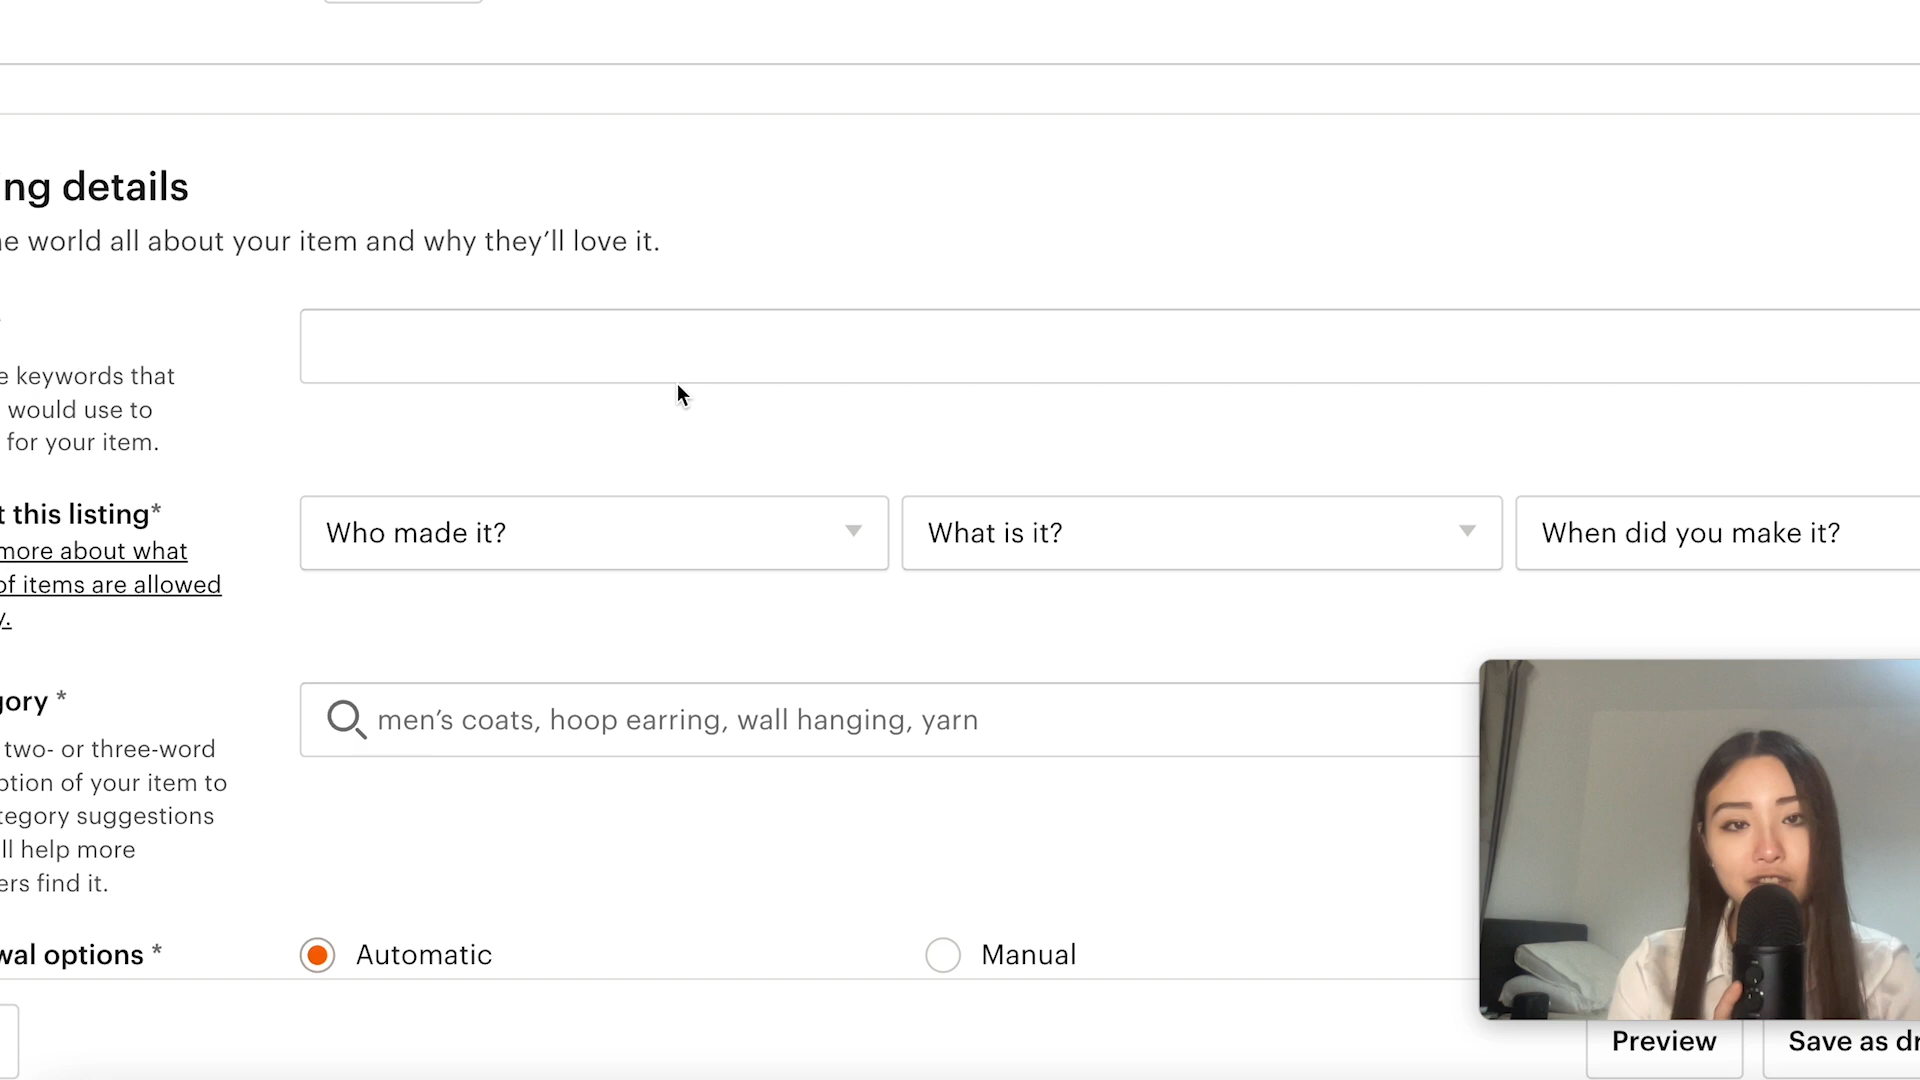 ng details
e world all about your item and why they’ll love it.
e keywords that
would use to
for your item.
t this listing*
more about what
of items are allowed
y.
Who made it?
What is it?
When did you make it?
gory *
two- or three-word
ption of your item to
tegory suggestions
ll help more
ers find it.
men’s coats, hoop earring, wall hanging, yarn
wal options *
Automatic
Manual
Preview
Save as dr